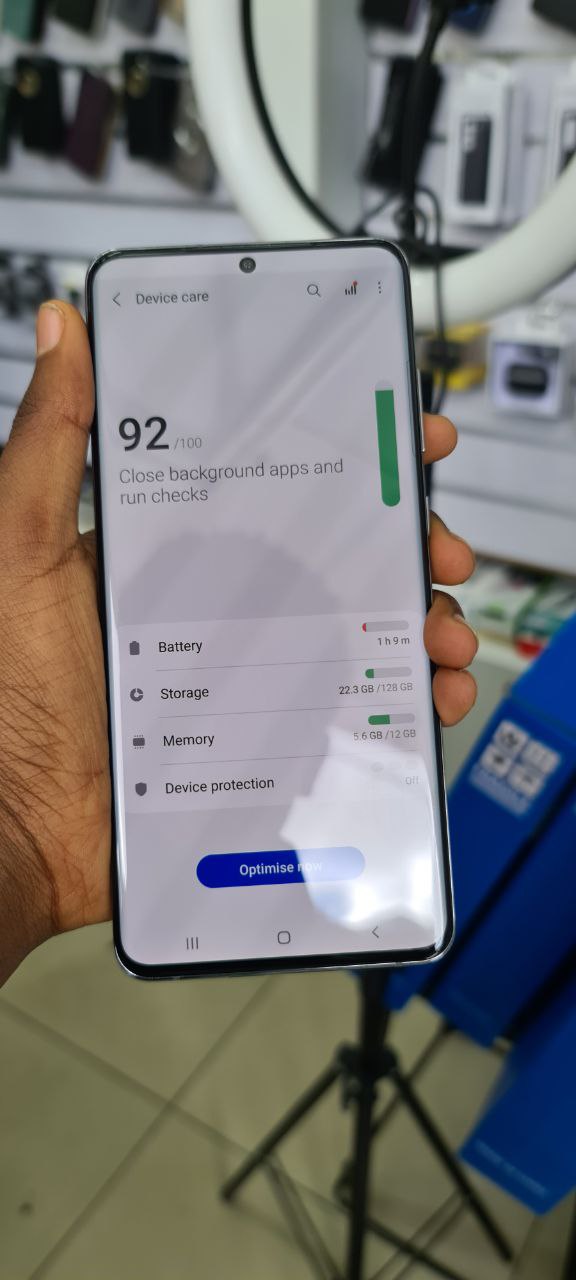 Device care
92 /100
Close background apps and
run checks
Battery
1 h 9 m
Storage
22.3 GB /128 GB
Memory
5.6 GB /12 GB
Device protection
Off
Optimise now